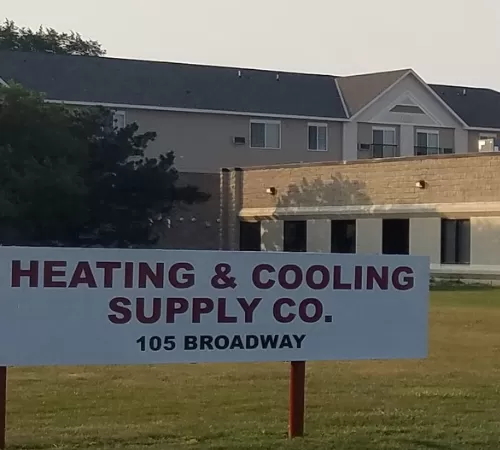 HEATING & COOLING
SUPPLY CO.
105 BROADWAY